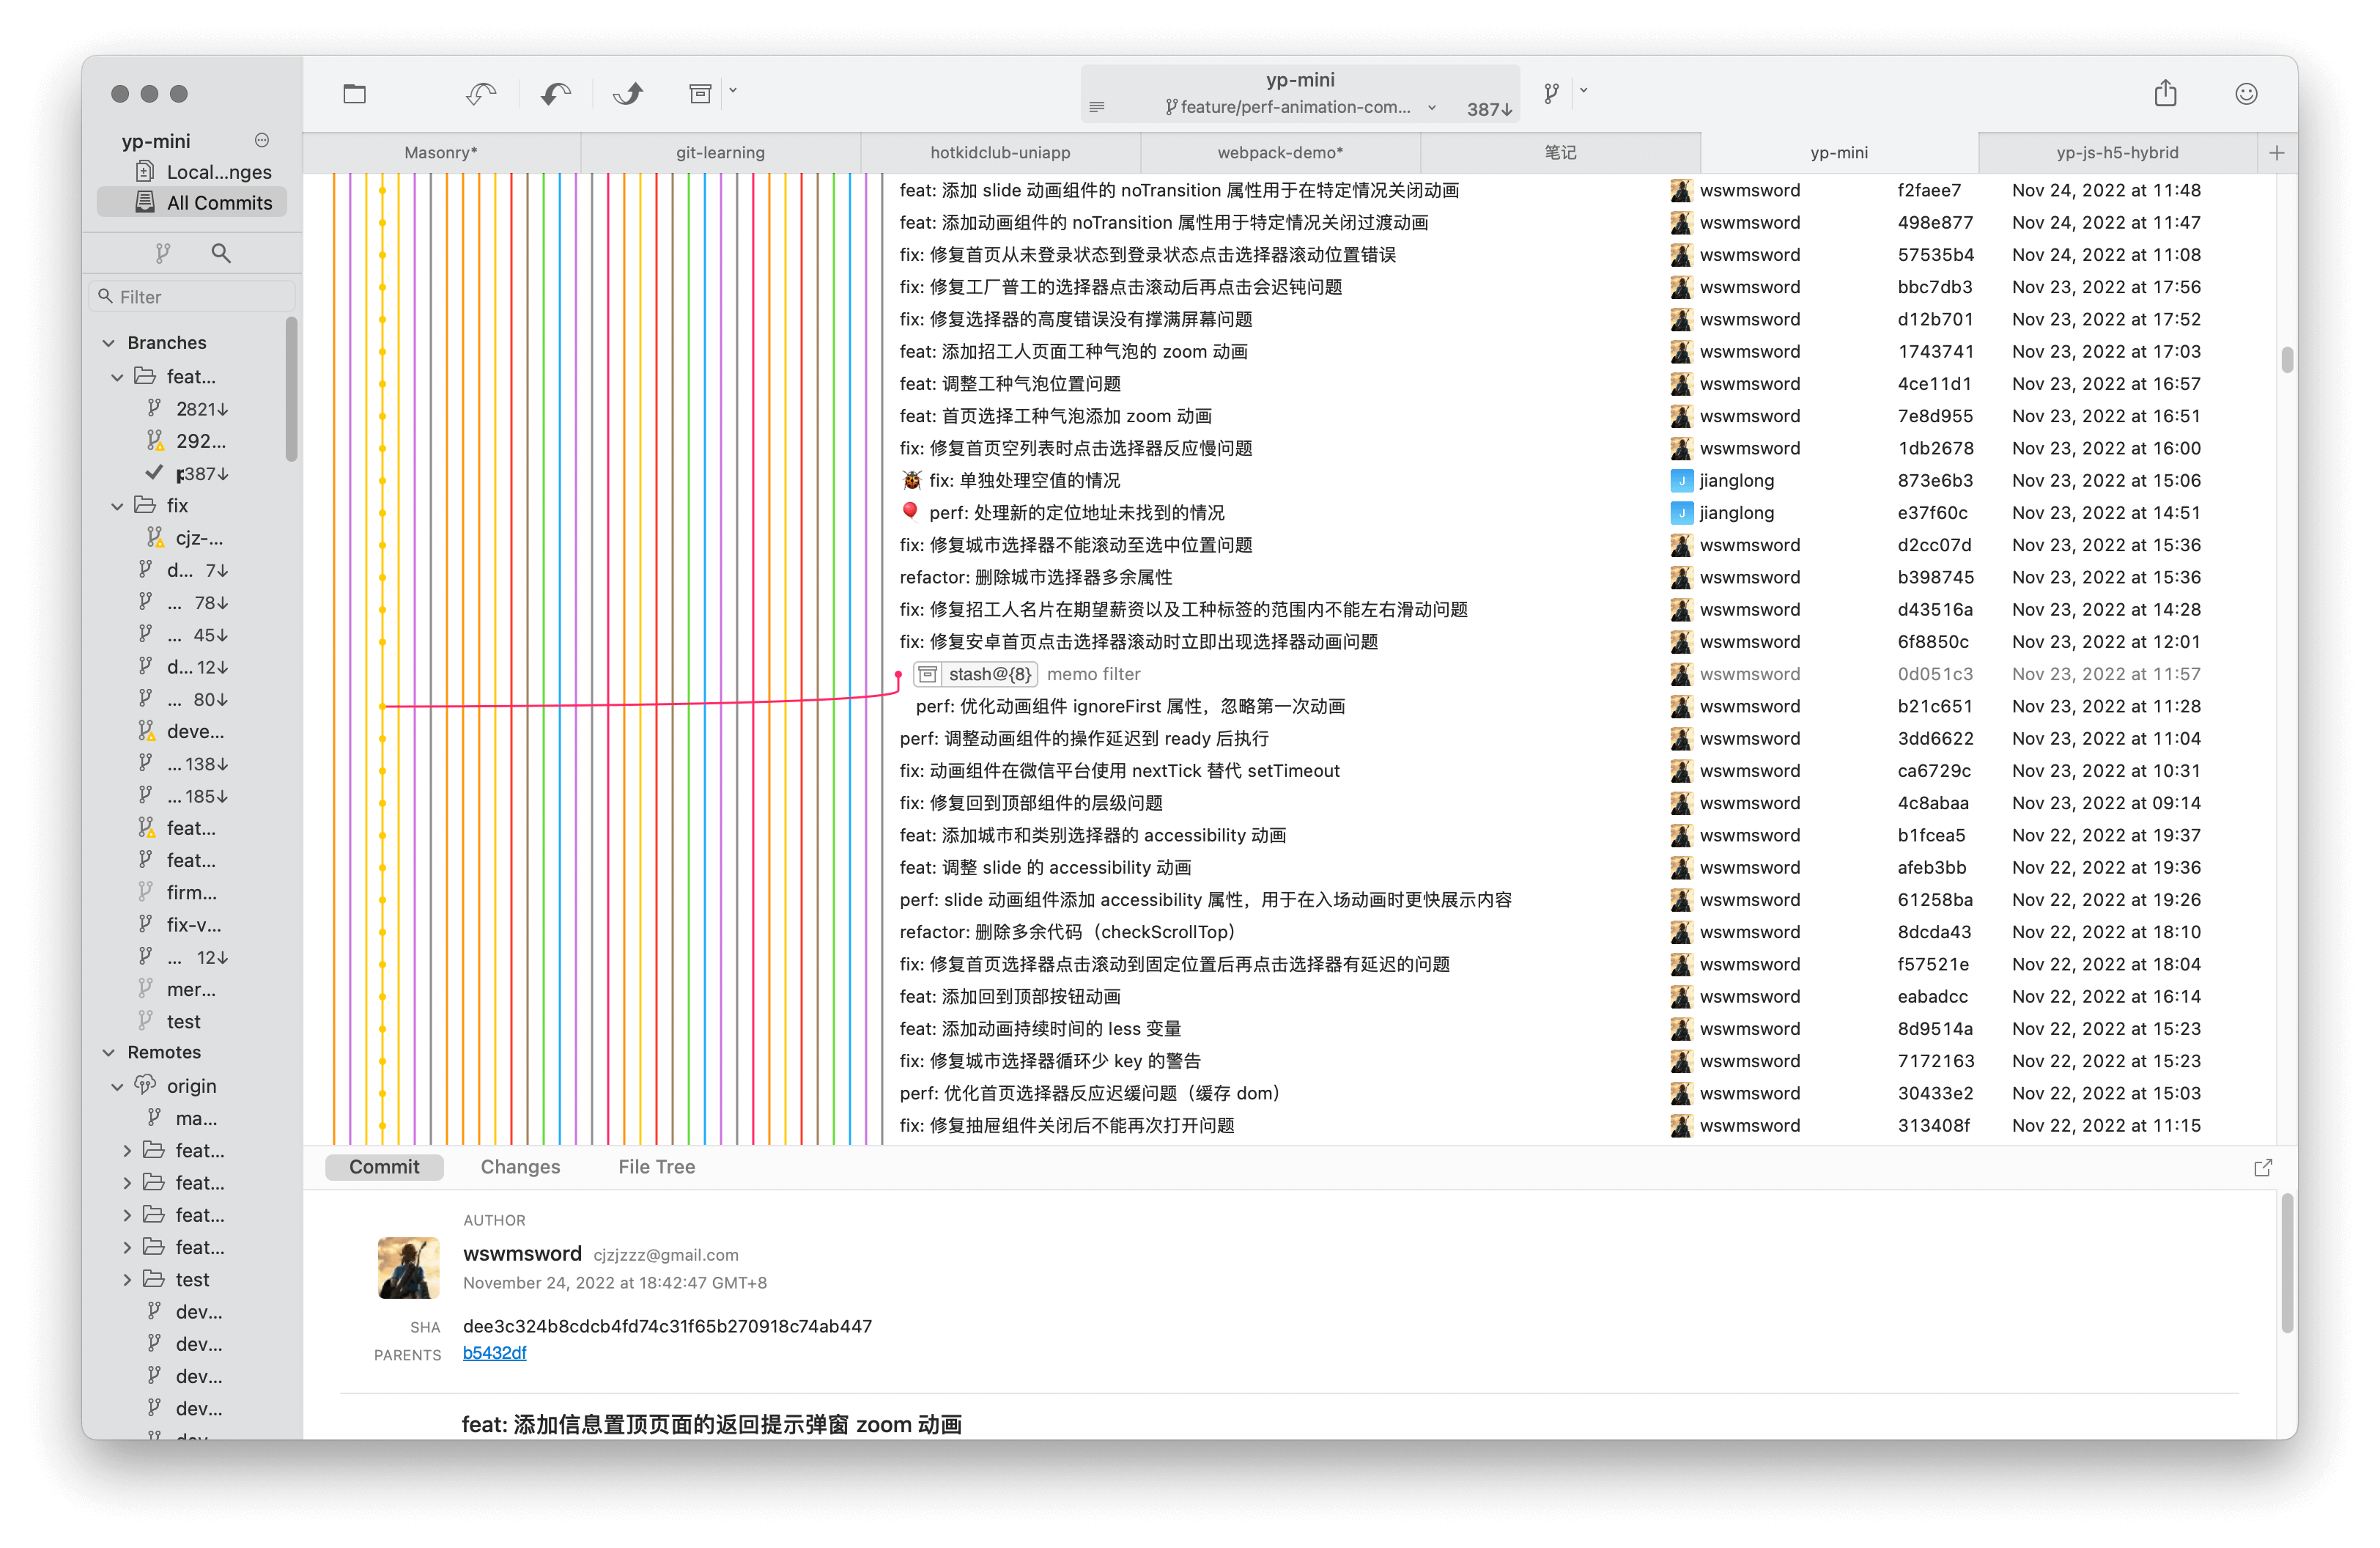 yp-mini
feature/perf-animation-com... 387↓
yp-mini
Local...nges
All Commits
Masonry* git-learning hotkidclub-uniapp webpack-demo* 笔记 yp-mini yp-js-h5-hybrid
Filter
Branches
feat...
2821↓
292...
387↓
fix
cjz-...
d... 7↓
... 78↓
... 45↓
d... 12↓
... 80↓
deve...
... 138↓
... 185↓
feat...
feat...
firm...
fix-v...
... 12↓
mer...
test
Remotes
origin
ma...
feat...
feat...
feat...
feat...
test
dev...
dev...
dev...
dev...
feat: 添加 slide 动画组件的 noTransition 属性用于在特定情况关闭动画 wswmsword f2faee7 Nov 24, 2022 at 11:48
feat: 添加动画组件的 noTransition 属性用于特定情况关闭过渡动画 wswmsword 498e877 Nov 24, 2022 at 11:47
fix: 修复首页从未登录状态到登录状态点击选择器滚动位置错误 wswmsword 57535b4 Nov 24, 2022 at 11:08
fix: 修复工厂普工的选择器点击滚动后再点击会迟钝问题 wswmsword bbc7db3 Nov 23, 2022 at 17:56
fix: 修复选择器的高度错误没有撑满屏幕问题 wswmsword d12b701 Nov 23, 2022 at 17:52
feat: 添加招工人页面工种气泡的 zoom 动画 wswmsword 1743741 Nov 23, 2022 at 17:03
feat: 调整工种气泡位置问题 wswmsword 4ce11d1 Nov 23, 2022 at 16:57
feat: 首页选择工种气泡添加 zoom 动画 wswmsword 7e8d955 Nov 23, 2022 at 16:51
fix: 修复首页空列表时点击选择器反应慢问题 wswmsword 1db2678 Nov 23, 2022 at 16:00
🐞 fix: 单独处理空值的情况 J jianglong 873e6b3 Nov 23, 2022 at 15:06
🎈 perf: 处理新的定位地址未找到的情况 J jianglong e37f60c Nov 23, 2022 at 14:51
fix: 修复城市选择器不能滚动至选中位置问题 wswmsword d2cc07d Nov 23, 2022 at 15:36
refactor: 删除城市选择器多余属性 wswmsword b398745 Nov 23, 2022 at 15:36
fix: 修复招工人名片在期望薪资以及工种标签的范围内不能左右滑动问题 wswmsword d43516a Nov 23, 2022 at 14:28
fix: 修复安卓首页点击选择器滚动时立即出现选择器动画问题 wswmsword 6f8850c Nov 23, 2022 at 12:01
stash@{8} memo filter wswmsword 0d051c3 Nov 23, 2022 at 11:57
perf: 优化动画组件 ignoreFirst 属性，忽略第一次动画 wswmsword b21c651 Nov 23, 2022 at 11:28
perf: 调整动画组件的操作延迟到 ready 后执行 wswmsword 3dd6622 Nov 23, 2022 at 11:04
fix: 动画组件在微信平台使用 nextTick 替代 setTimeout wswmsword ca6729c Nov 23, 2022 at 10:31
fix: 修复回到顶部组件的层级问题 wswmsword 4c8abaa Nov 23, 2022 at 09:14
feat: 添加城市和类别选择器的 accessibility 动画 wswmsword b1fcea5 Nov 22, 2022 at 19:37
feat: 调整 slide 的 accessibility 动画 wswmsword afeb3bb Nov 22, 2022 at 19:36
perf: slide 动画组件添加 accessibility 属性，用于在入场动画时更快展示内容 wswmsword 61258ba Nov 22, 2022 at 19:26
refactor: 删除多余代码（checkScrollTop） wswmsword 8dcda43 Nov 22, 2022 at 18:10
fix: 修复首页选择器点击滚动到固定位置后再点击选择器有延迟的问题 wswmsword f57521e Nov 22, 2022 at 18:04
feat: 添加回到顶部按钮动画 wswmsword eabadcc Nov 22, 2022 at 16:14
feat: 添加动画持续时间的 less 变量 wswmsword 8d9514a Nov 22, 2022 at 15:23
fix: 修复城市选择器循环少 key 的警告 wswmsword 7172163 Nov 22, 2022 at 15:23
perf: 优化首页选择器反应迟缓问题（缓存 dom） wswmsword 30433e2 Nov 22, 2022 at 15:03
fix: 修复抽屉组件关闭后不能再次打开问题 wswmsword 313408f Nov 22, 2022 at 11:15
Commit Changes File Tree
AUTHOR
wswmsword cjzjzzz@gmail.com
November 24, 2022 at 18:42:47 GMT+8
SHA dee3c324b8cdcb4fd74c31f65b270918c74ab447
PARENTS b5432df
feat: 添加信息置顶页面的返回提示弹窗 zoom 动画